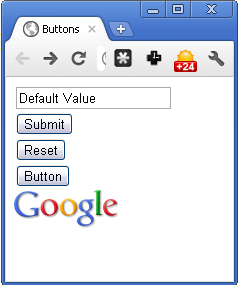 Buttons
+24
Default Value
Submit
Reset
Button
Google